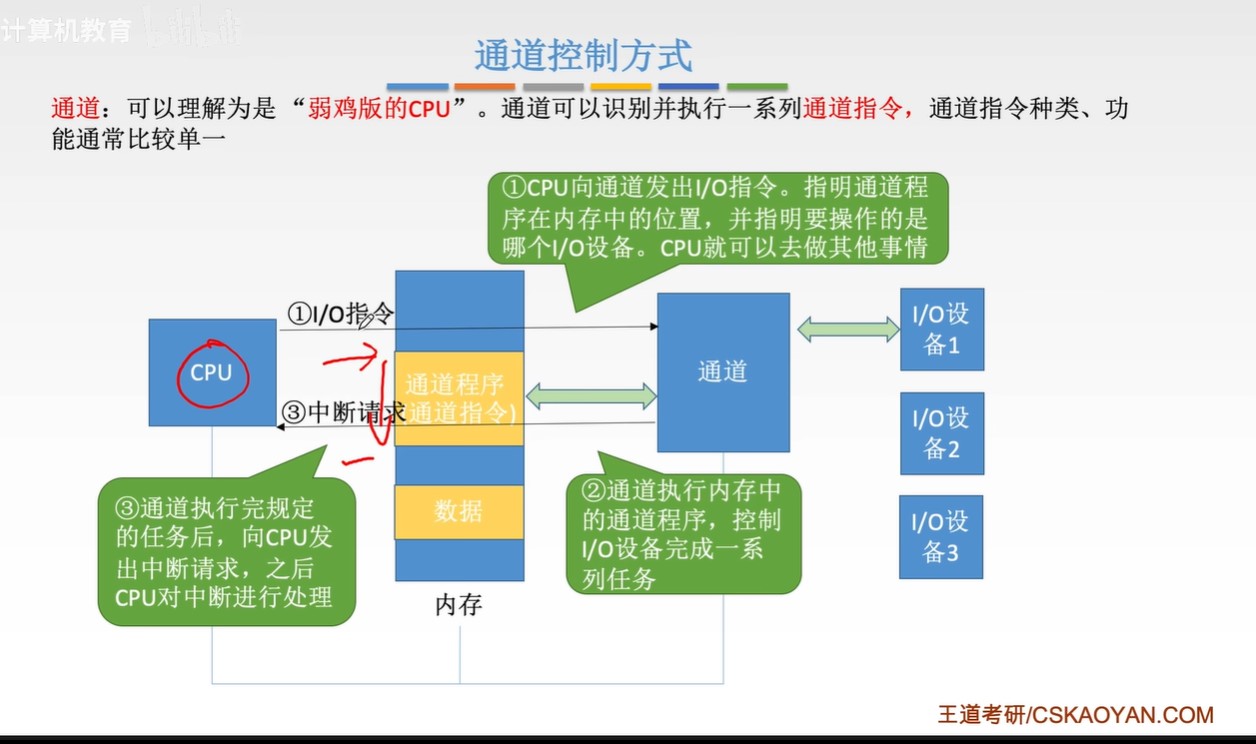 计算机教育
通道控制方式
通道：可以理解为是“弱鸡版的CPU”。通道可以识别并执行一系列通道指令，通道指令种类、功
能通常比较单一
①CPU向通道发出I/O指令。指明通道程
序在内存中的位置，并指明要操作的是
哪个I/O设备。CPU就可以去做其他事情
①I/O指令
CPU
通道程序
(通道指令)
③中断请求
通道
I/O设
备1
I/O设
备2
I/O设
备3
数据
内存
③通道执行完规定
的任务后，向CPU发
出中断请求，之后
CPU对中断进行处理
②通道执行内存中
的通道程序，控制
I/O设备完成一系
列任务
王道考研/CSKAOYAN.COM